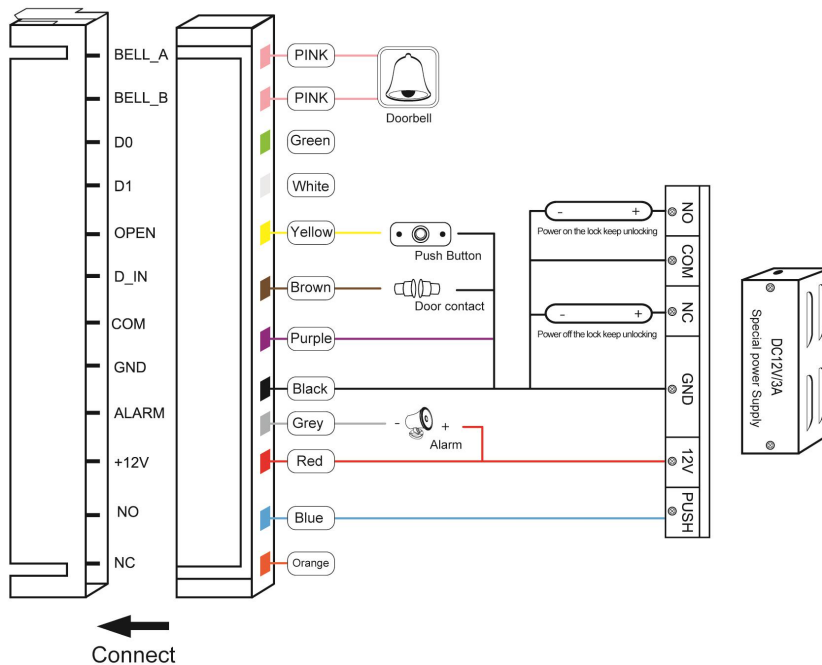 BELL_A
BELL_B
D0
D1
OPEN
D_IN
COM
GND
ALARM
+12V
NO
NC
Connect
PINK
PINK
Green
White
Yellow
Brown
Purple
Black
Grey
Red
Blue
Orange
Doorbell
Push Button
Door contact
- +
Alarm
- +
Power on the lock keep unlocking
- +
Power off the lock keep unlocking
NO
COM
NC
GND
12V
PUSH
DC12V/3A
Special power Supply